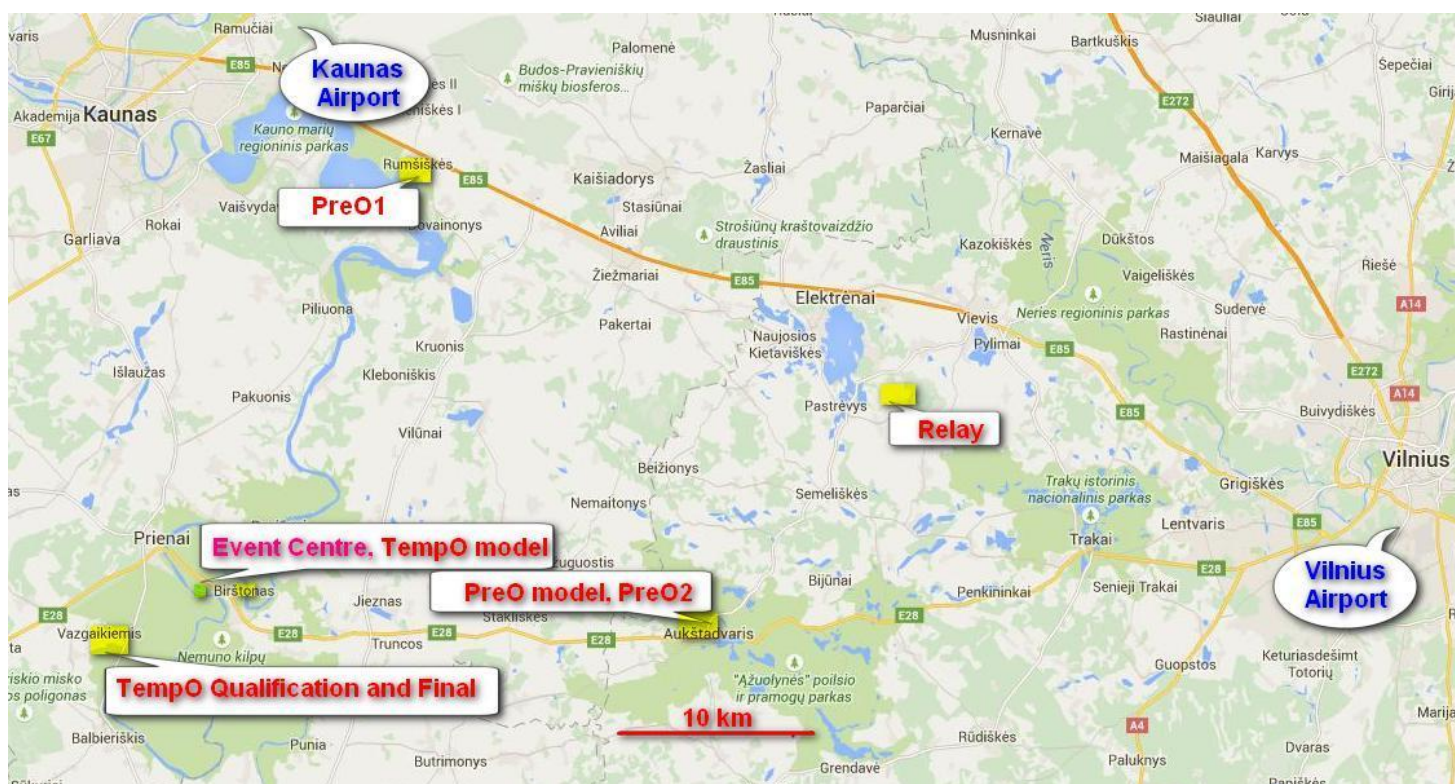 Ramučiai
varis
E85
Kaunas
Airport
Palomenė
Budos-Pravieniškių
miškų biosferos...
Musninkai
Bartkuškis
Šiauliai
Šepečiai
Akademija
Kaunas
Kauno marių
regioninis parkas
E67
Rumšiškės
E85
PreO1
Paparčiai
E272
Kernavė
Maišiagala
Karvys
Kaišiadorys
Žasliai
Stasiūnai
Rokai
Garliava
Aviliai
Strošiūnų kraštovaizdžio
draustinis
Kazokiškės
Neris
Dūkštos
Vaigeliškės
Riešė
Žiežmariai
E85
Elektrėnai
Neries regioninis parkas
Sudervė
Rastinėnai
A14
Piliuona
Pakertai
Naujosios
Kietaviškės
Vievis
Pylimai
E85
Kruonis
Išlaužas
Kleboniškis
E272
A14
Pakuonis
Pastrėvys
E85
Buivydiškės
Vilūnai
Relay
Vilnius
Beižionys
Semeliškės
Trakų istorinis
nacionalinis parkas
Grigiškės
Nemaitonys
Lentvaris
E85
Prienai
Event Centre, TempO model
Trakai
E28
Vilnius
Airport
Birštonas
PreO model, PreO2
Bijūnai
Penkininkai
Senieji Trakai
Jieznas
Stakliškės
E28
Vazgaikiemis
E28
Truncos
E28
E28
Aukštadvaris
E28
Nemuno kilpų
Keturiasdešimt
Totorių
Guopstos
TempO Qualification and Final
"Ąžuolynės" poilsio
ir pramogų parkas
10 km
A4
Balbieriškis
Punia
Butrimonys
Rūdiškės
Grendavė
Paluknys
Dvaras